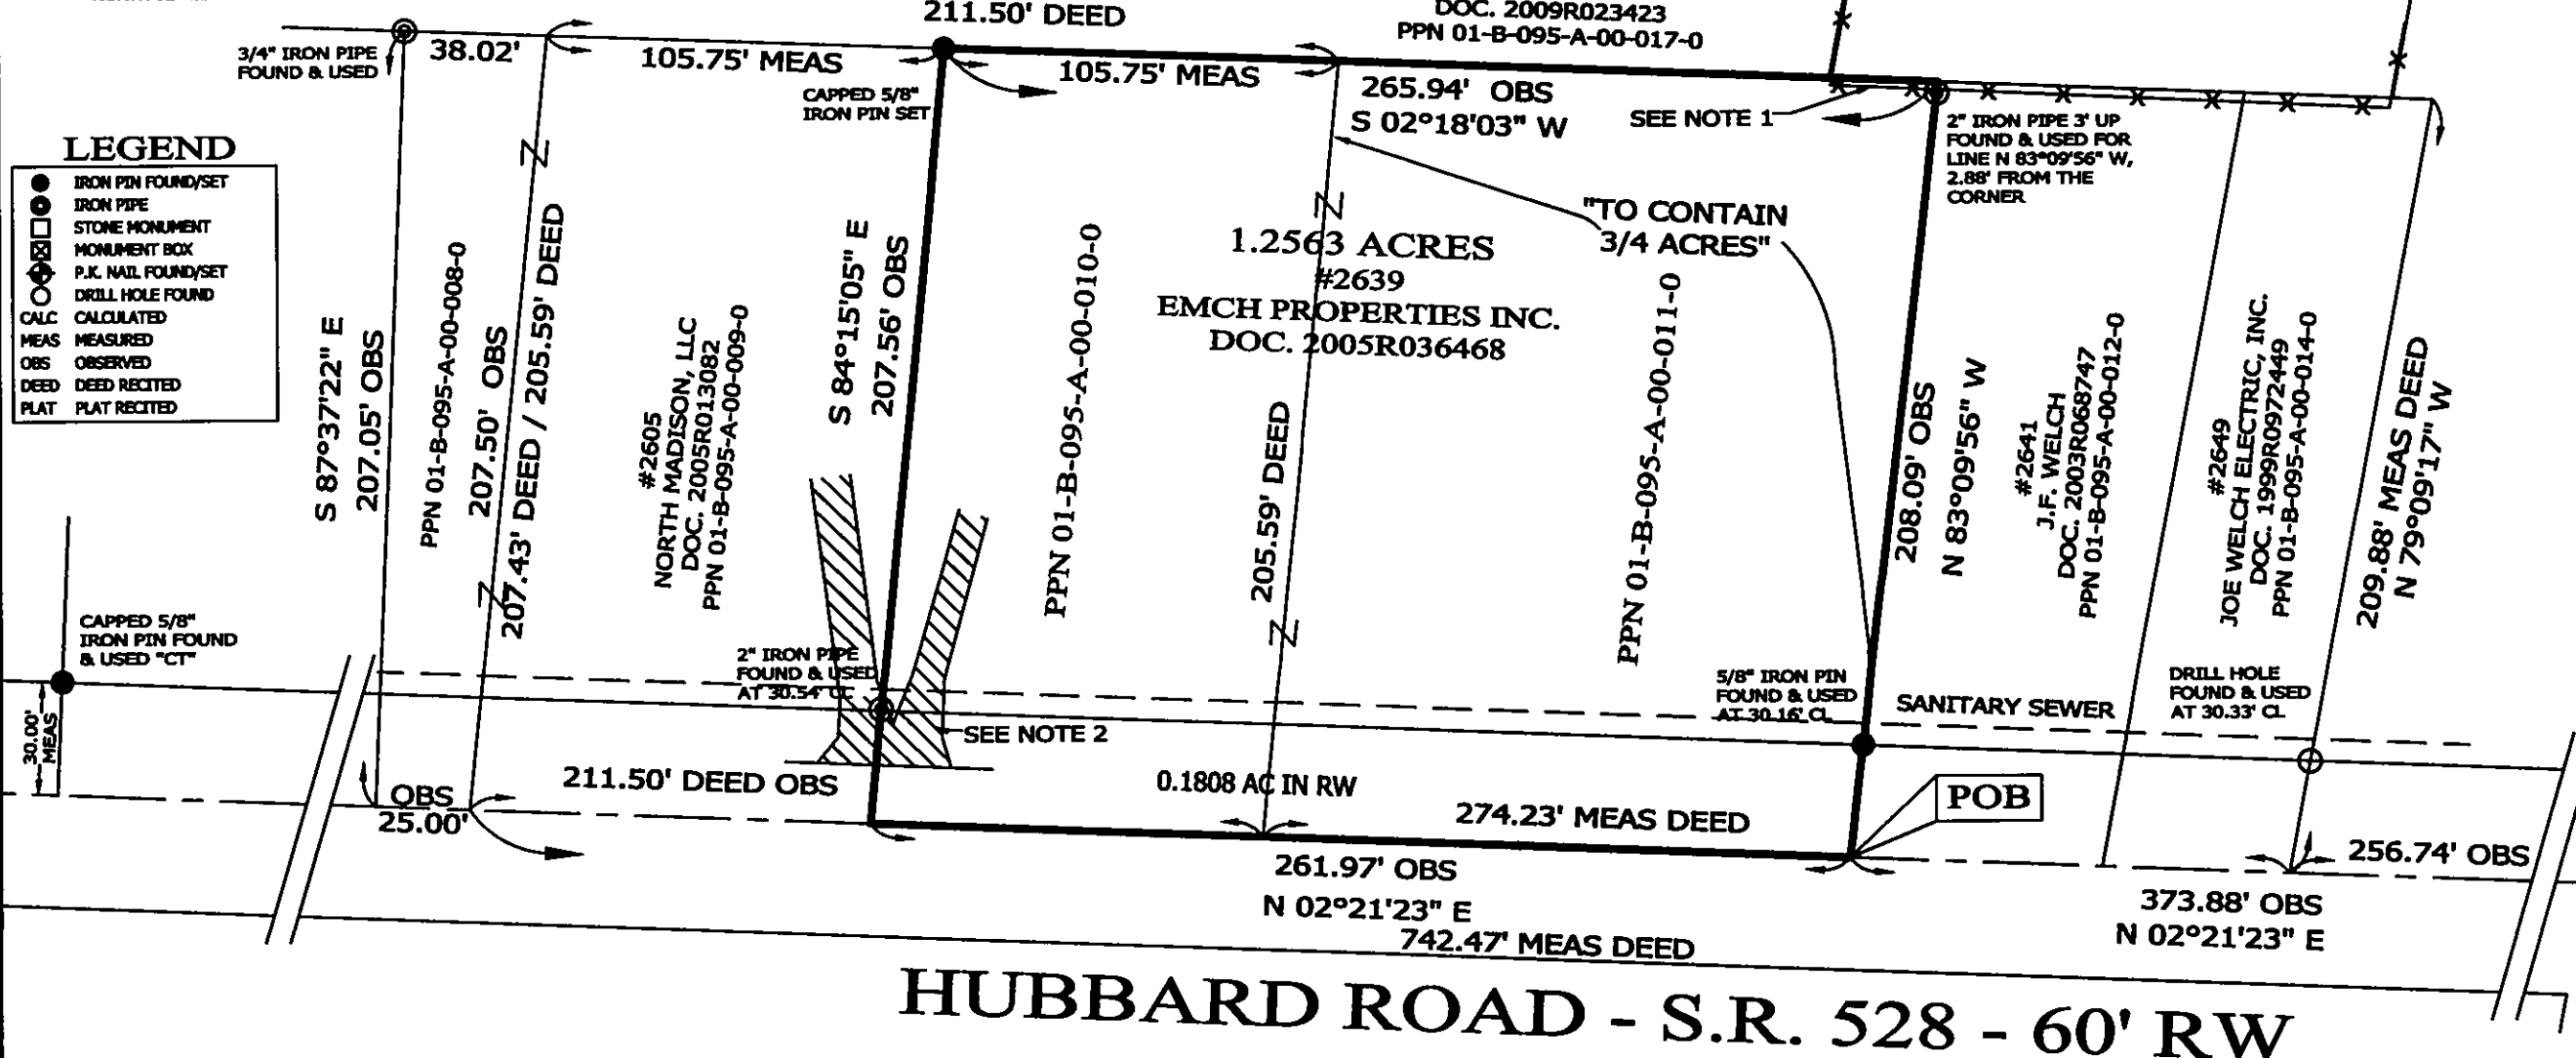 211.50' DEED
DOC. 2009R023423
PPN 01-B-095-A-00-017-0
3/4" IRON PIPE
FOUND & USED
38.02'
105.75' MEAS
105.75' MEAS
CAPPED 5/8"
IRON PIN SET
265.94' OBS
S 02°18'03" W
SEE NOTE 1
2" IRON PIPE 3' UP
FOUND & USED FOR
LINE N 83°09'56" W,
2.88' FROM THE
CORNER
LEGEND
IRON PIN FOUND/SET
IRON PIPE
STONE MONUMENT
MONUMENT BOX
P.K. NAIL FOUND/SET
DRILL HOLE FOUND
CALC CALCULATED
MEAS MEASURED
OBS OBSERVED
DEED DEED RECITED
PLAT PLAT RECITED
S 87°37'22" E
207.05' OBS
PPN 01-B-095-A-00-008-0
207.50' OBS
207.43' DEED / 205.59' DEED
#2605
NORTH MADISON, LLC
DOC. 2005R013082
PPN 01-B-095-A-00-009-0
S 84°15'05" E
207.56' OBS
PPN 01-B-095-A-00-010-0
1.2563 ACRES
#2639
EMCH PROPERTIES INC.
DOC. 2005R036468
"TO CONTAIN
3/4 ACRES"
205.59' DEED
PPN 01-B-095-A-00-011-0
208.09' OBS
N 83°09'56" W
#2641
J.F. WELCH
DOC. 2003R068747
PPN 01-B-095-A-00-012-0
#2649
JOE WELCH ELECTRIC, INC.
DOC. 1999R0972449
PPN 01-B-095-A-00-014-0
209.88' MEAS DEED
N 79°09'17" W
CAPPED 5/8"
IRON PIN FOUND
& USED "CT"
30.00'
MEAS
2" IRON PIPE
FOUND & USED
AT 30.54'
SEE NOTE 2
5/8" IRON PIN
FOUND & USED
AT 30.16' CL
SANITARY SEWER
DRILL HOLE
FOUND & USED
AT 30.33' CL
OBS
25.00'
211.50' DEED OBS
0.1808 AC IN RW
274.23' MEAS DEED
POB
261.97' OBS
N 02°21'23" E
742.47' MEAS DEED
256.74' OBS
373.88' OBS
N 02°21'23" E
HUBBARD ROAD - S.R. 528 - 60' RW